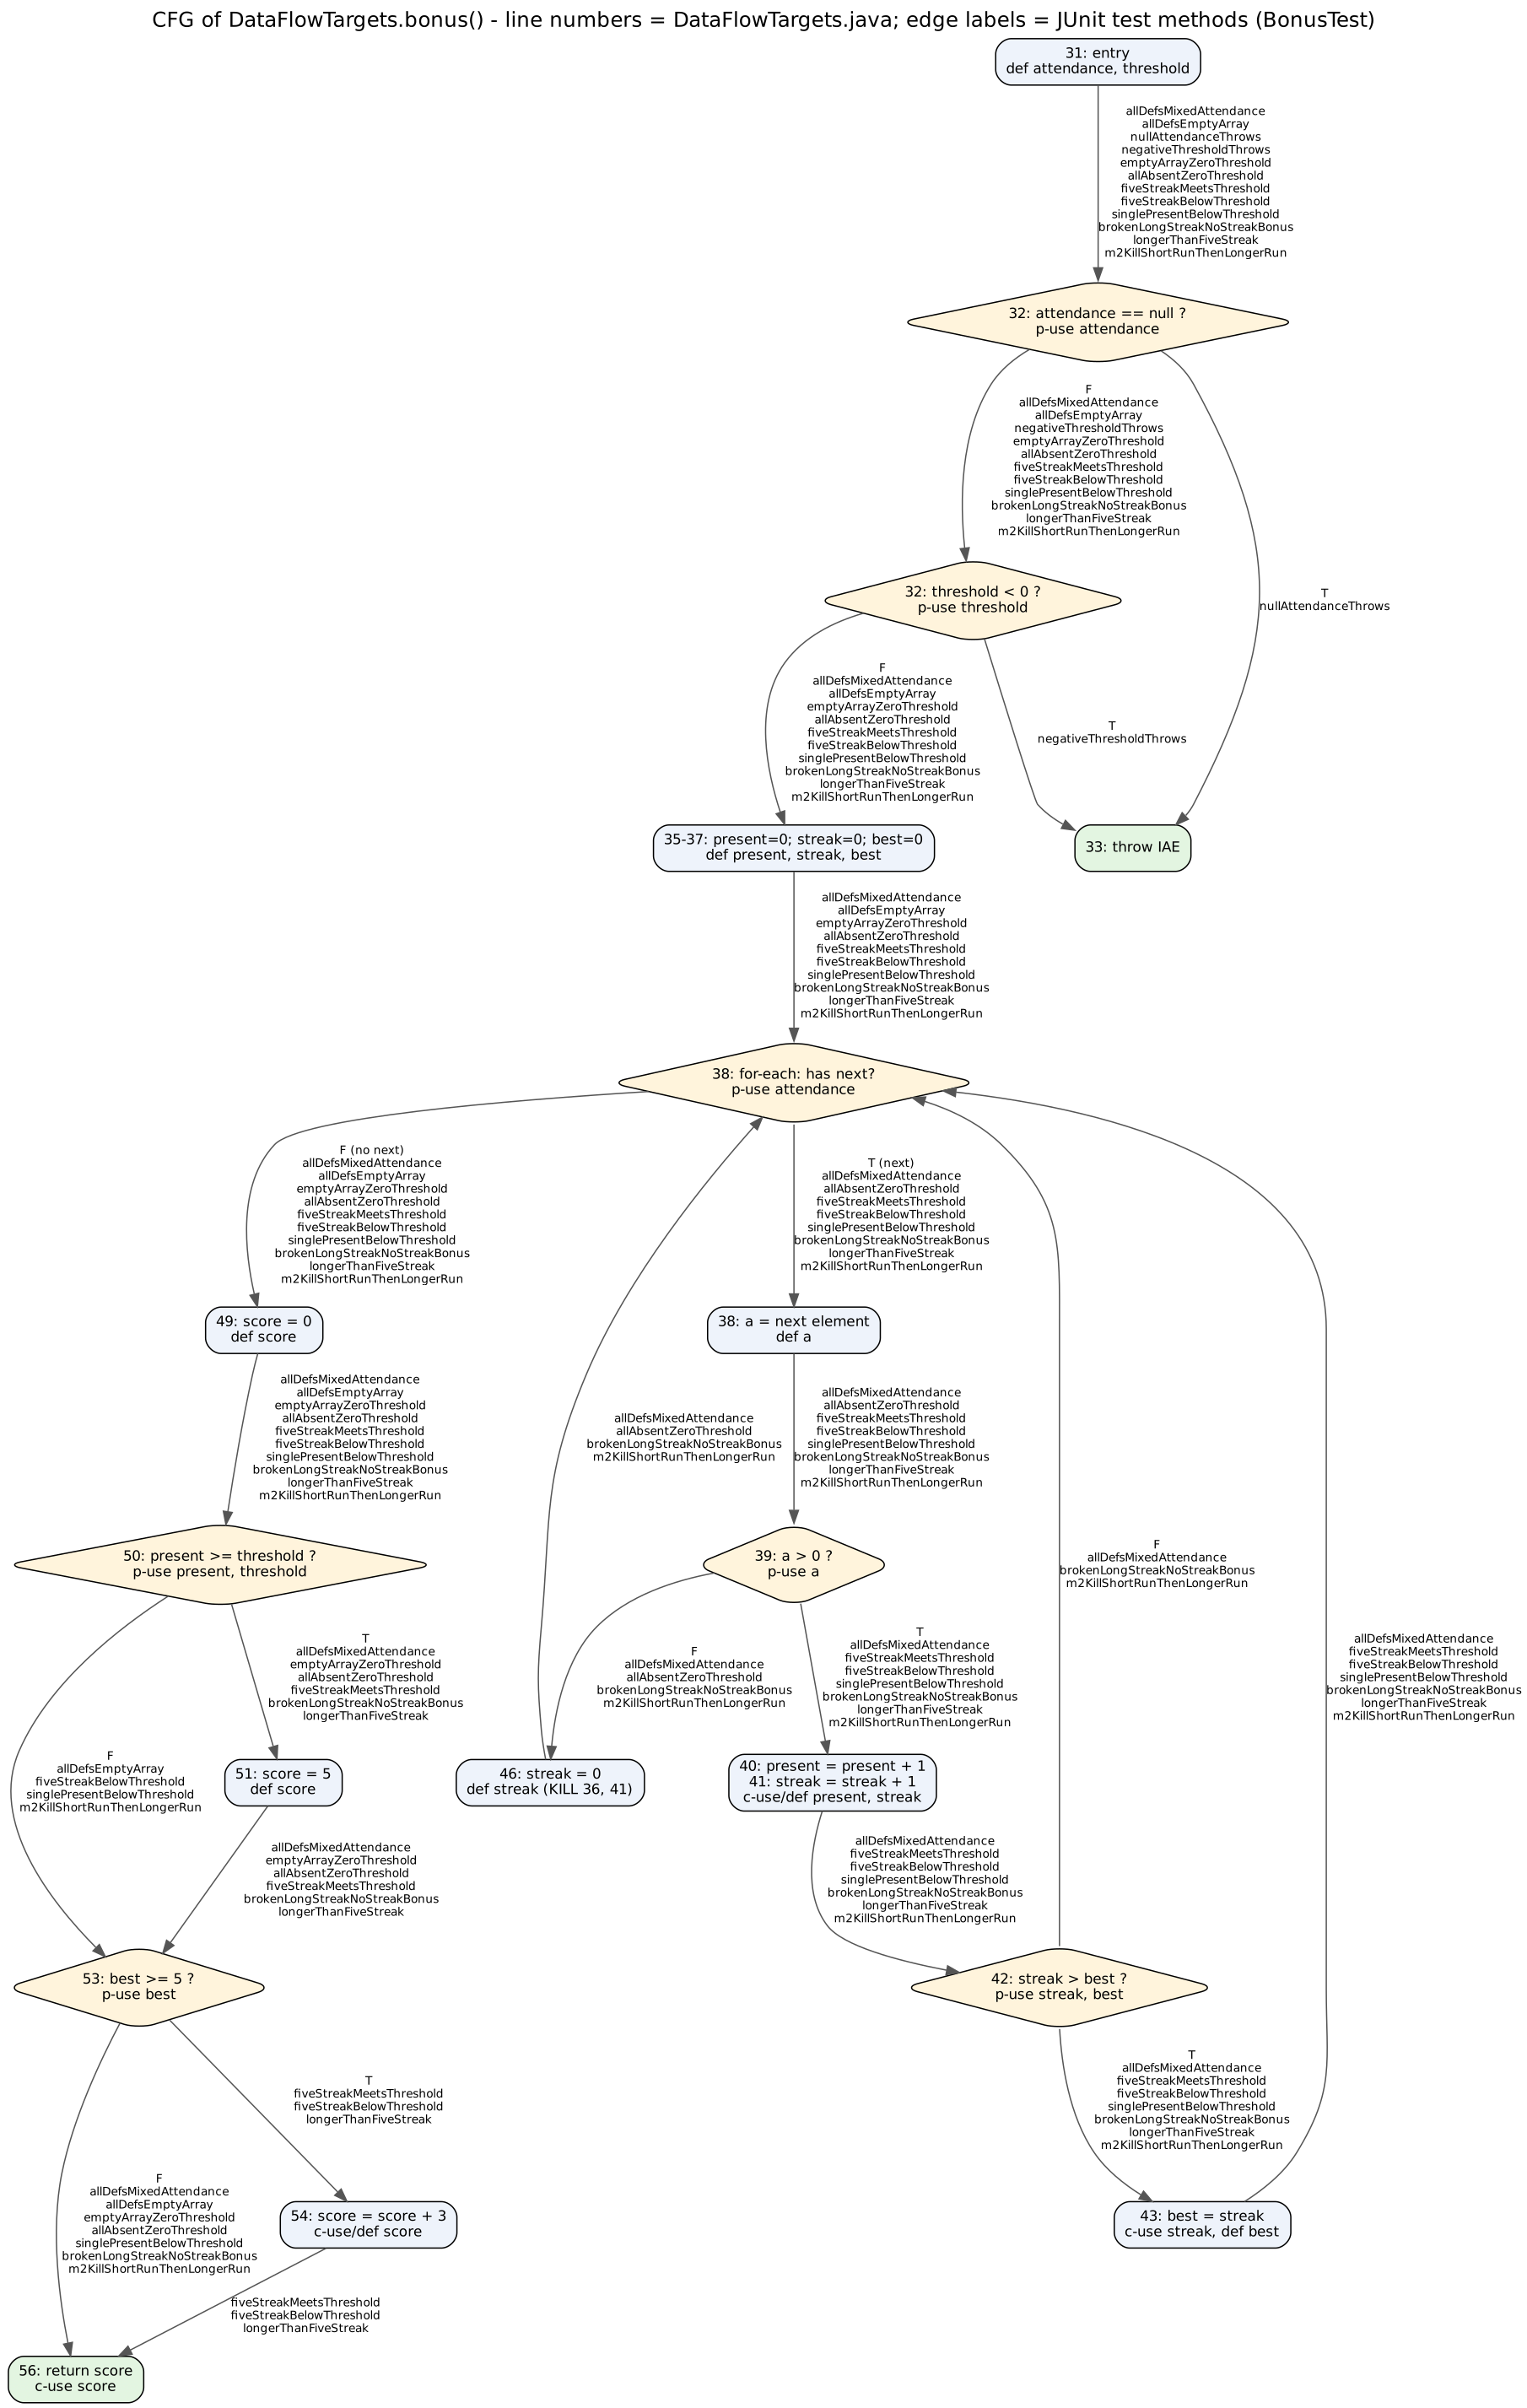 CFG of DataFlowTargets.bonus() - line numbers = DataFlowTargets.java; edge labels = JUnit test methods (BonusTest)
31: entry
def attendance, threshold
allDefsMixedAttendance
allDefsEmptyArray
nullAttendanceThrows
negativeThresholdThrows
emptyArrayZeroThreshold
allAbsentZeroThreshold
fiveStreakMeetsThreshold
fiveStreakBelowThreshold
singlePresentBelowThreshold
brokenLongStreakNoStreakBonus
longerThanFiveStreak
m2KillShortRunThenLongerRun
32: attendance == null ?
p-use attendance
F
allDefsMixedAttendance
allDefsEmptyArray
negativeThresholdThrows
emptyArrayZeroThreshold
allAbsentZeroThreshold
fiveStreakMeetsThreshold
fiveStreakBelowThreshold
singlePresentBelowThreshold
brokenLongStreakNoStreakBonus
longerThanFiveStreak
m2KillShortRunThenLongerRun
T
nullAttendanceThrows
32: threshold < 0 ?
p-use threshold
F
allDefsMixedAttendance
allDefsEmptyArray
emptyArrayZeroThreshold
allAbsentZeroThreshold
fiveStreakMeetsThreshold
fiveStreakBelowThreshold
singlePresentBelowThreshold
brokenLongStreakNoStreakBonus
longerThanFiveStreak
m2KillShortRunThenLongerRun
T
negativeThresholdThrows
35-37: present=0; streak=0; best=0
def present, streak, best
33: throw IAE
allDefsMixedAttendance
allDefsEmptyArray
emptyArrayZeroThreshold
allAbsentZeroThreshold
fiveStreakMeetsThreshold
fiveStreakBelowThreshold
singlePresentBelowThreshold
brokenLongStreakNoStreakBonus
longerThanFiveStreak
m2KillShortRunThenLongerRun
38: for-each: has next?
p-use attendance
F (no next)
allDefsMixedAttendance
allDefsEmptyArray
emptyArrayZeroThreshold
allAbsentZeroThreshold
fiveStreakMeetsThreshold
fiveStreakBelowThreshold
singlePresentBelowThreshold
brokenLongStreakNoStreakBonus
longerThanFiveStreak
m2KillShortRunThenLongerRun
T (next)
allDefsMixedAttendance
allAbsentZeroThreshold
fiveStreakMeetsThreshold
fiveStreakBelowThreshold
singlePresentBelowThreshold
brokenLongStreakNoStreakBonus
longerThanFiveStreak
m2KillShortRunThenLongerRun
49: score = 0
def score
38: a = next element
def a
allDefsMixedAttendance
allDefsEmptyArray
emptyArrayZeroThreshold
allAbsentZeroThreshold
fiveStreakMeetsThreshold
fiveStreakBelowThreshold
singlePresentBelowThreshold
brokenLongStreakNoStreakBonus
longerThanFiveStreak
m2KillShortRunThenLongerRun
allDefsMixedAttendance
allAbsentZeroThreshold
brokenLongStreakNoStreakBonus
m2KillShortRunThenLongerRun
allDefsMixedAttendance
allAbsentZeroThreshold
fiveStreakMeetsThreshold
fiveStreakBelowThreshold
singlePresentBelowThreshold
brokenLongStreakNoStreakBonus
longerThanFiveStreak
m2KillShortRunThenLongerRun
50: present >= threshold ?
p-use present, threshold
39: a > 0 ?
p-use a
F
allDefsMixedAttendance
brokenLongStreakNoStreakBonus
m2KillShortRunThenLongerRun
T
allDefsMixedAttendance
emptyArrayZeroThreshold
allAbsentZeroThreshold
fiveStreakMeetsThreshold
brokenLongStreakNoStreakBonus
longerThanFiveStreak
F
allDefsMixedAttendance
allAbsentZeroThreshold
brokenLongStreakNoStreakBonus
m2KillShortRunThenLongerRun
T
allDefsMixedAttendance
fiveStreakMeetsThreshold
fiveStreakBelowThreshold
singlePresentBelowThreshold
brokenLongStreakNoStreakBonus
longerThanFiveStreak
m2KillShortRunThenLongerRun
allDefsMixedAttendance
fiveStreakMeetsThreshold
fiveStreakBelowThreshold
singlePresentBelowThreshold
brokenLongStreakNoStreakBonus
longerThanFiveStreak
m2KillShortRunThenLongerRun
F
allDefsEmptyArray
fiveStreakBelowThreshold
singlePresentBelowThreshold
m2KillShortRunThenLongerRun
51: score = 5
def score
46: streak = 0
def streak (KILL 36, 41)
40: present = present + 1
41: streak = streak + 1
c-use/def present, streak
allDefsMixedAttendance
emptyArrayZeroThreshold
allAbsentZeroThreshold
fiveStreakMeetsThreshold
brokenLongStreakNoStreakBonus
longerThanFiveStreak
allDefsMixedAttendance
fiveStreakMeetsThreshold
fiveStreakBelowThreshold
singlePresentBelowThreshold
brokenLongStreakNoStreakBonus
longerThanFiveStreak
m2KillShortRunThenLongerRun
53: best >= 5 ?
p-use best
42: streak > best ?
p-use streak, best
T
fiveStreakMeetsThreshold
fiveStreakBelowThreshold
longerThanFiveStreak
T
allDefsMixedAttendance
fiveStreakMeetsThreshold
fiveStreakBelowThreshold
singlePresentBelowThreshold
brokenLongStreakNoStreakBonus
longerThanFiveStreak
m2KillShortRunThenLongerRun
F
allDefsMixedAttendance
allDefsEmptyArray
emptyArrayZeroThreshold
allAbsentZeroThreshold
singlePresentBelowThreshold
brokenLongStreakNoStreakBonus
m2KillShortRunThenLongerRun
54: score = score + 3
c-use/def score
43: best = streak
c-use streak, def best
fiveStreakMeetsThreshold
fiveStreakBelowThreshold
longerThanFiveStreak
56: return score
c-use score